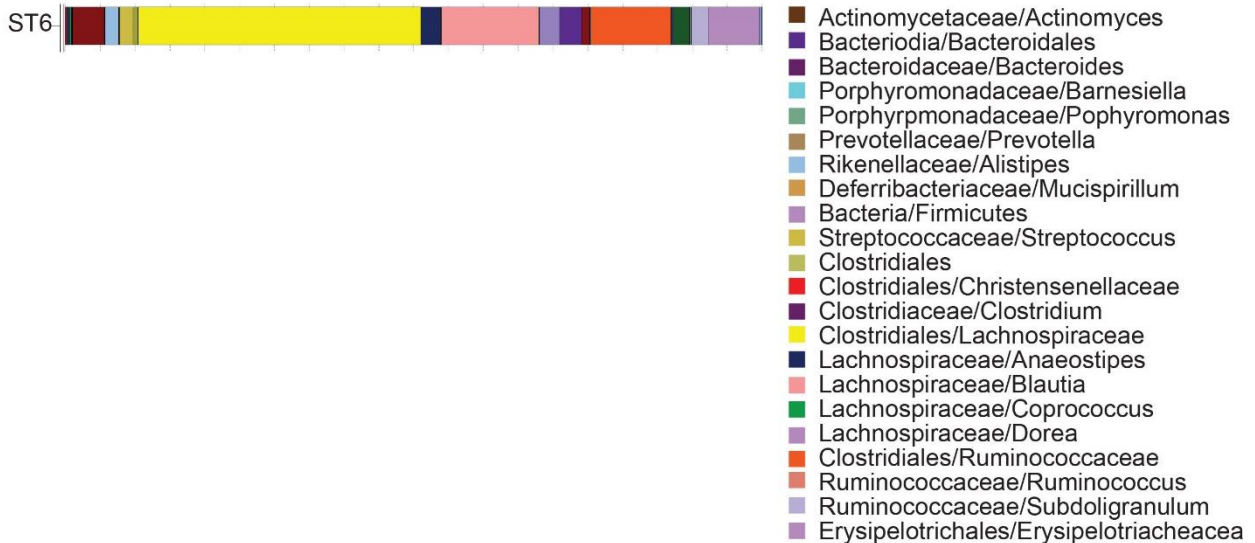 ST6
Actinomycetaceae/Actinomyces
Bacteriodia/Bacteroidales
Bacteroidaceae/Bacteroides
Porphyromonadaceae/Barnesiella
Porphyrpmonadaceae/Pophyromonas
Prevotellaceae/Prevotella
Rikenellaceae/Alistipes
Deferribacteriaceae/Mucispirillum
Bacteria/Firmicutes
Streptococcaceae/Streptococcus
Clostridiales
Clostridiales/Christensenellaceae
Clostridiaceae/Clostridium
Clostridiales/Lachnospiraceae
Lachnospiraceae/Anaeostipes
Lachnospiraceae/Blautia
Lachnospiraceae/Coprococcus
Lachnospiraceae/Dorea
Clostridiales/Ruminococcaceae
Ruminococcaceae/Ruminococcus
Ruminococcaceae/Subdoligranulum
Erysipelotrichales/Erysipelotriacheacea